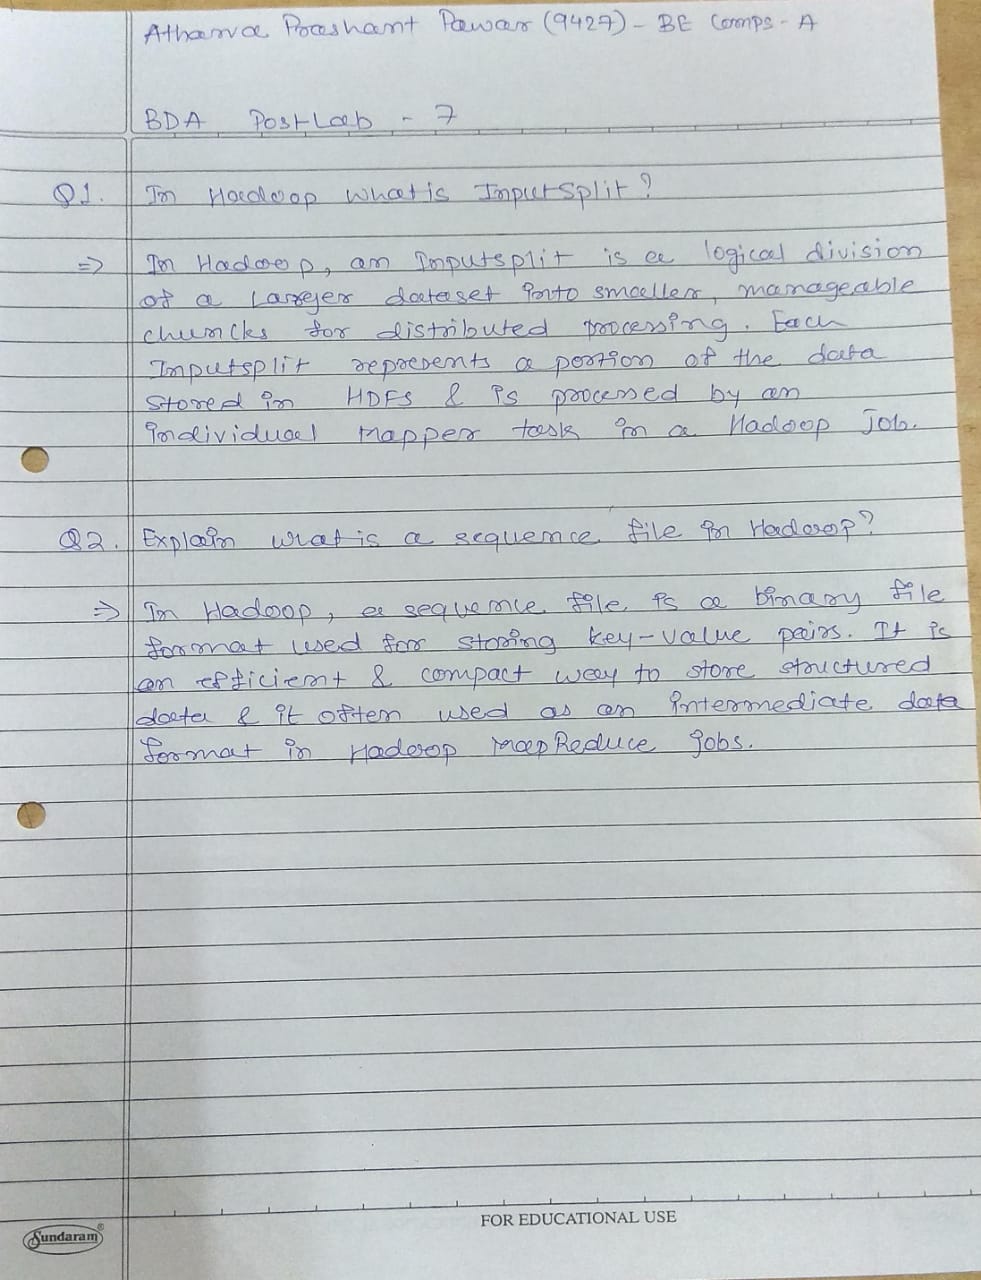 Atharva Prashant Pawar (9427) - BE Comps - A
BDA Postlab - 7
Q1. In Hadoop what is InputSplit?
⇒ In Hadoop, an Inputsplit is a logical division
of a larger dataset into smaller, manageable
chunks for distributed processing. Each
Inputsplit represents a portion of the data
stored in HDFS & is processed by an
individual Mapper task in a Hadoop Job.
Q2. Explain what is a sequence file in Hadoop?
⇒ In Hadoop, a sequence file is a binary file
format used for storing key-value pairs. It is
an efficient & compact way to store structured
data & it often used as an intermediate data
format in Hadoop MapReduce jobs.
FOR EDUCATIONAL USE
Sundaram®